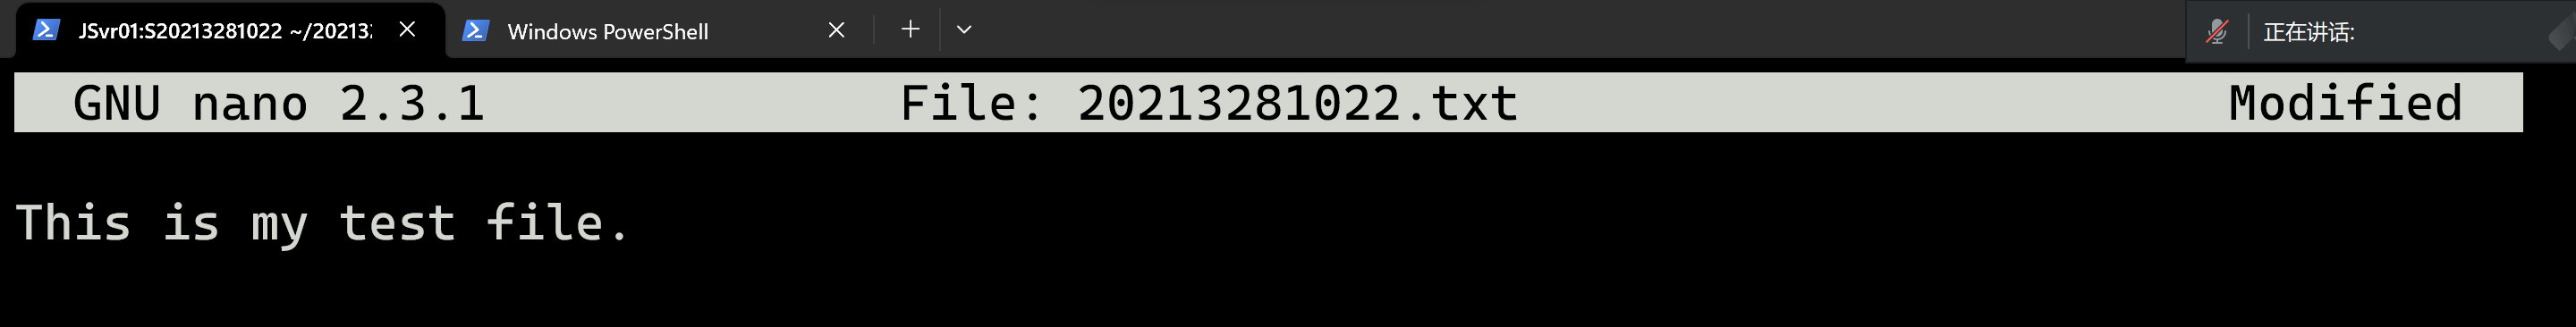 JSvr01:S20213281022 ~/20213
Windows PowerShell
正在讲话:
GNU nano 2.3.1 File: 20213281022.txt Modified
This is my test file.